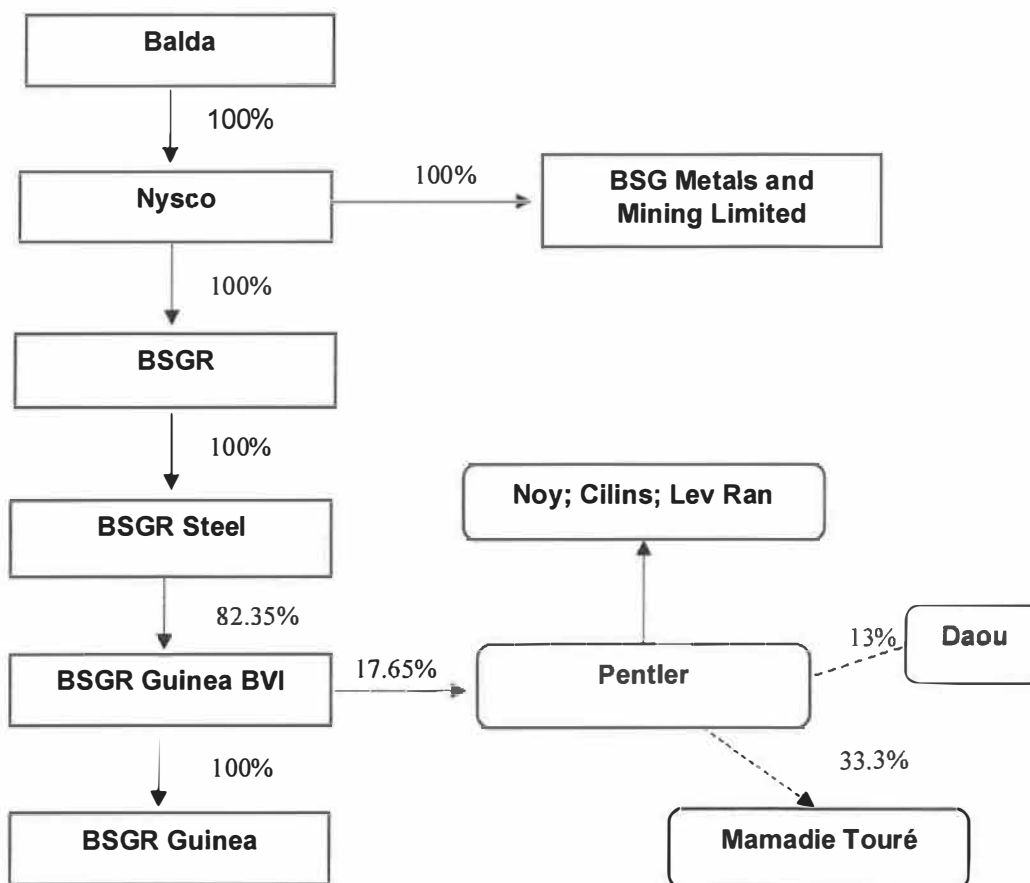 Balda
100%
Nysco
100%
BSG Metals and
Mining Limited
100%
BSGR
100%
Noy; Cilins; Lev Ran
BSGR Steel
82.35%
13%
Daou
BSGR Guinea BVI
17.65%
Pentler
100%
33.3%
BSGR Guinea
Mamadie Touré